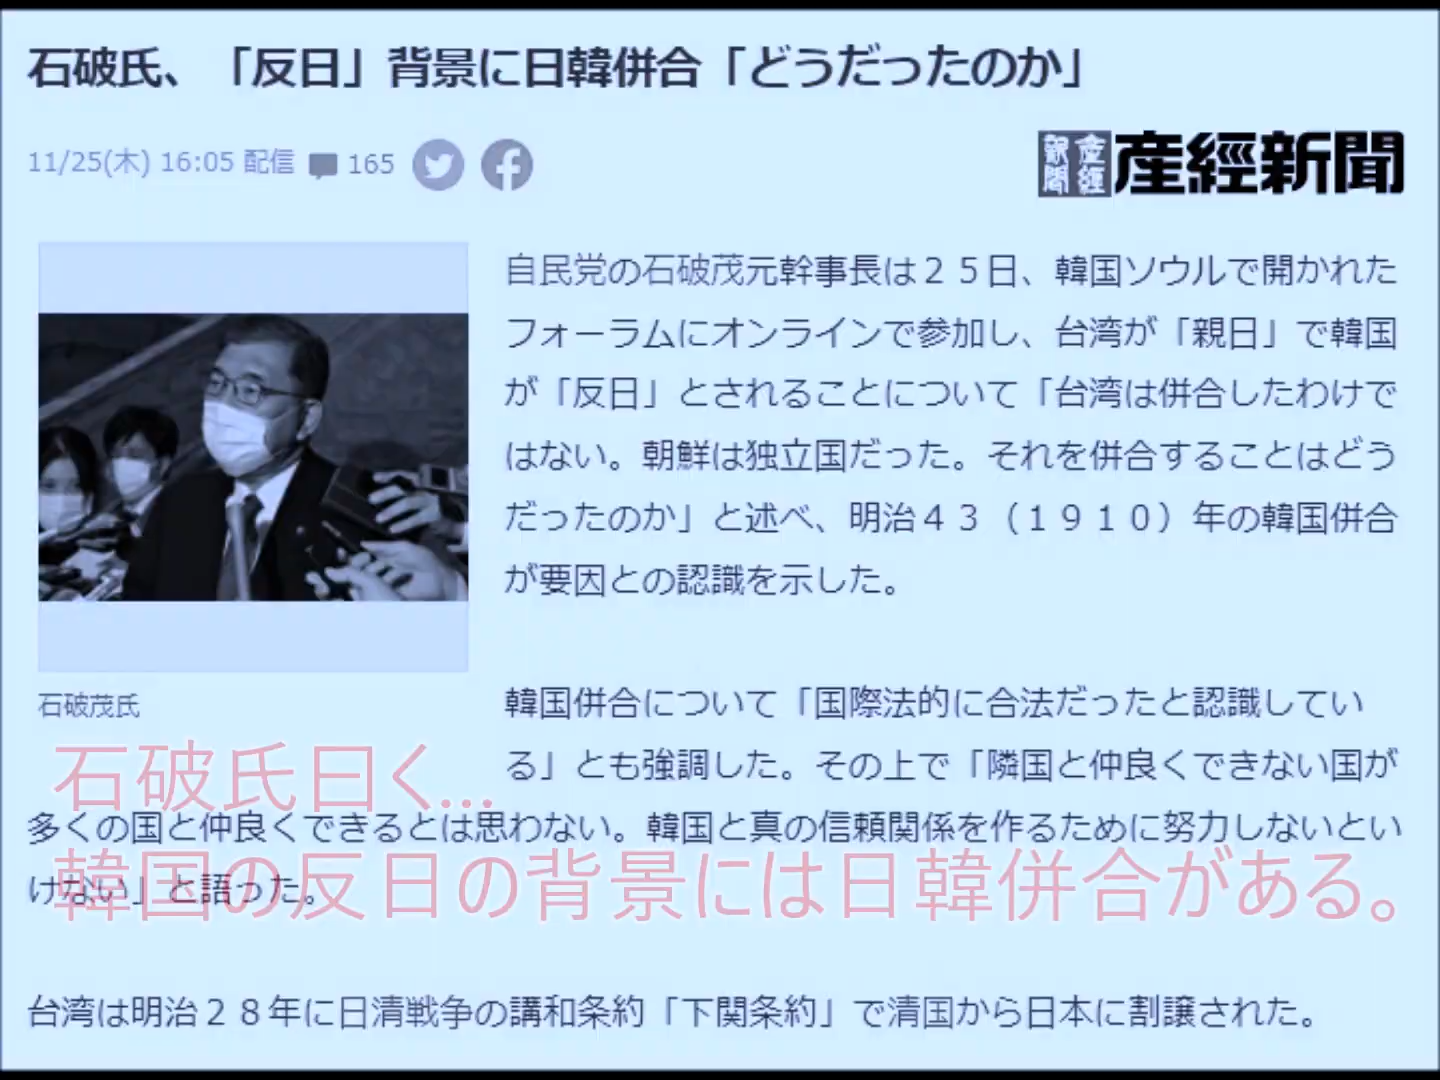 石破氏、「反日」背景に日韓併合「どうだったのか」
11/25(木) 16:05 配信 165
産経新聞 産經新聞
自民党の石破茂元幹事長は２５日、韓国ソウルで開かれた
フォーラムにオンラインで参加し、台湾が「親日」で韓国
が「反日」とされることについて「台湾は併合したわけで
はない。朝鮮は独立国だった。それを併合することはどう
だったのか」と述べ、明治４３（１９１０）年の韓国併合
が要因との認識を示した。
石破茂氏
韓国併合について「国際法的に合法だったと認識してい
る」とも強調した。その上で「隣国と仲良くできない国が
多くの国と仲良くできるとは思わない。韓国と真の信頼関係を作るために努力しないとい
けない」と語った。
石破氏曰く...
韓国の反日の背景には日韓併合がある。
台湾は明治２８年に日清戦争の講和条約「下関条約」で清国から日本に割譲された。